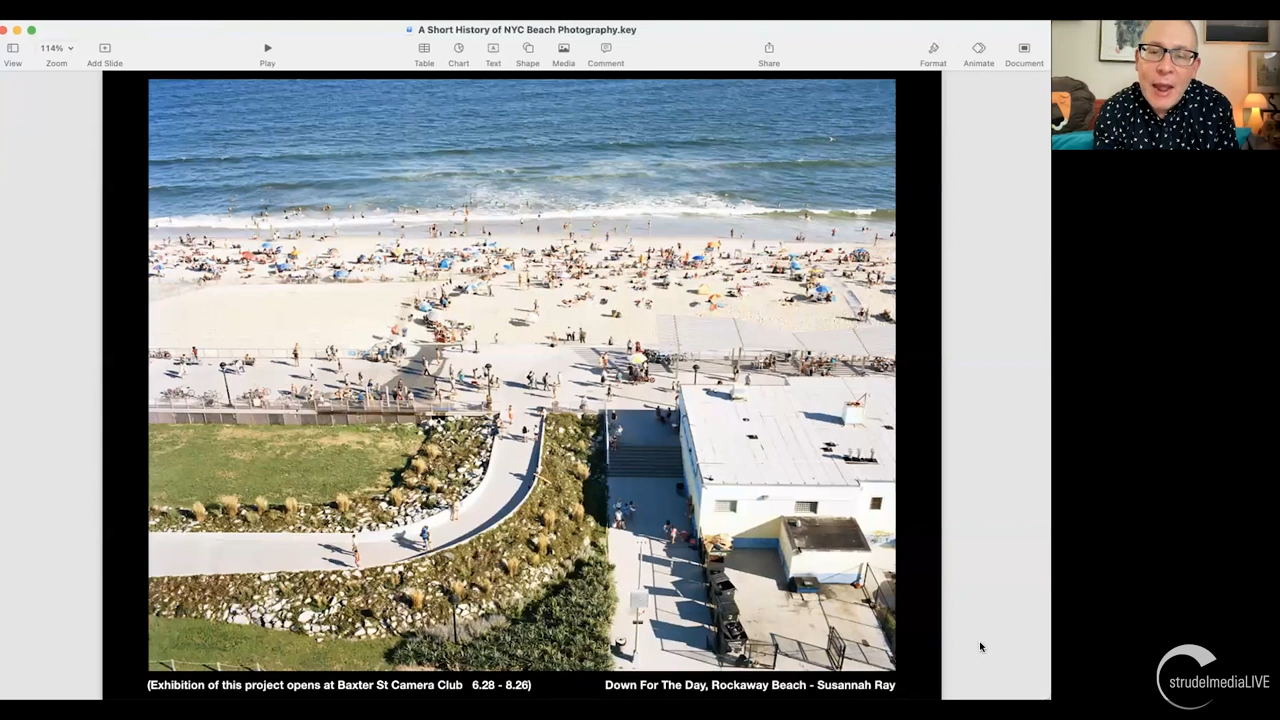 A Short History of NYC Beach Photography.key
114%
View
Zoom
Add Slide
Play
Table
Chart
Text
Shape
Media
Comment
Share
Format
Animate
Document
(Exhibition of this project opens at Baxter St Camera Club 6.28 - 8.26)
Down For The Day, Rockaway Beach - Susannah Ray
strudelmediaLIVE